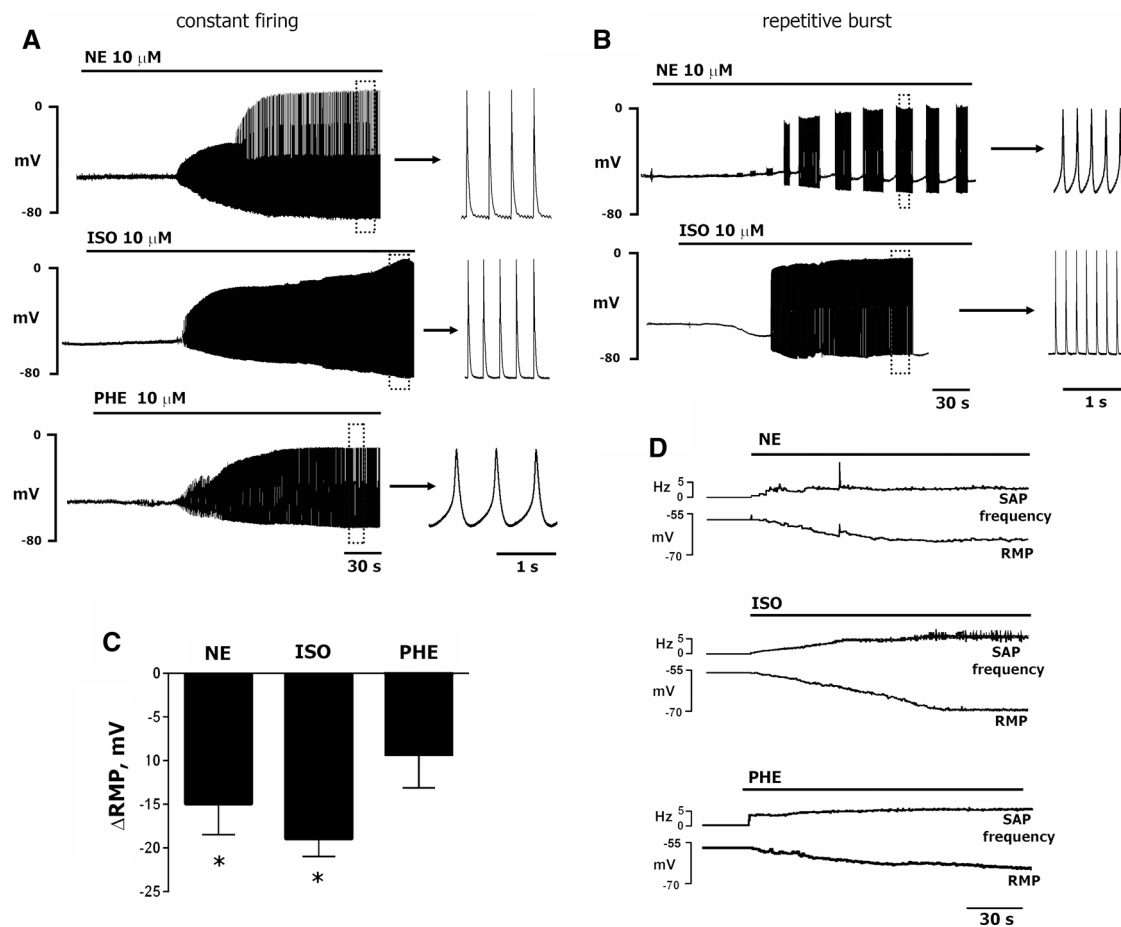 constant firing
repetitive burst
A
NE 10 μM
0
mV
-80
ISO 10 μM
0
mV
-80
PHE 10 μM
0
mV
-80
30 s
1 s
B
NE 10 μM
0
mV
-80
ISO 10 μM
0
mV
-80
30 s
1 s
C
NE ISO PHE
0
-5
10
-15
-20
-25
ΔRMP, mV
*
*
D
NE
Hz 5
0
SAP
frequency
-55
mV
-70
RMP
ISO
Hz 5
0
SAP
frequency
-55
mV
-70
RMP
PHE
Hz 5
0
SAP
frequency
-55
mV
-70
RMP
30 s